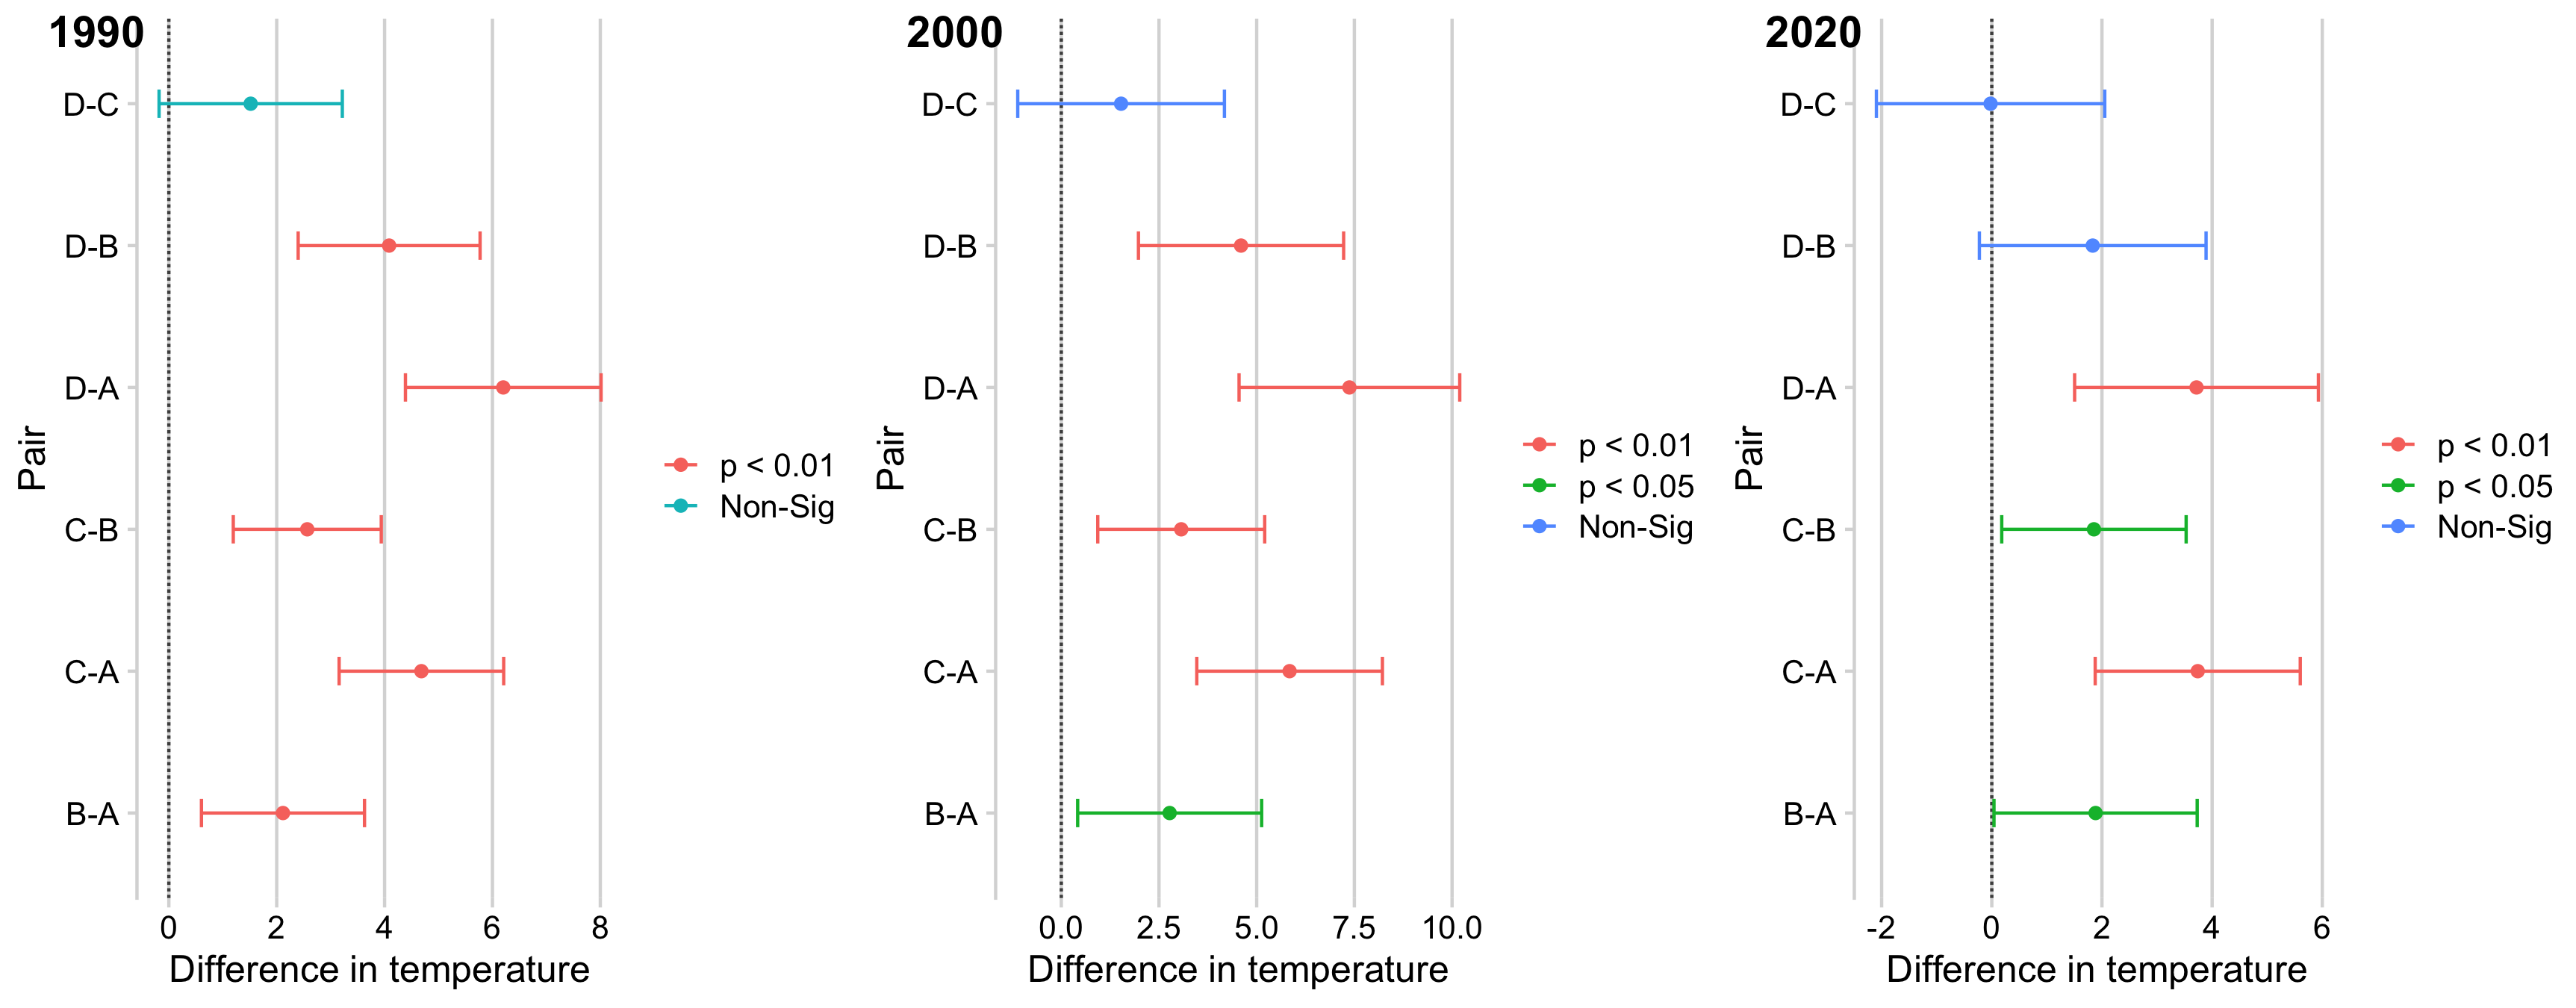 1990
D-C
D-B
D-A
C-B
C-A
B-A
Pair
0 2 4 6 8
Difference in temperature
p < 0.01
Non-Sig
2000
D-C
D-B
D-A
C-B
C-A
B-A
Pair
0.0 2.5 5.0 7.5 10.0
Difference in temperature
p < 0.01
p < 0.05
Non-Sig
2020
D-C
D-B
D-A
C-B
C-A
B-A
Pair
-2 0 2 4 6
Difference in temperature
p < 0.01
p < 0.05
Non-Sig